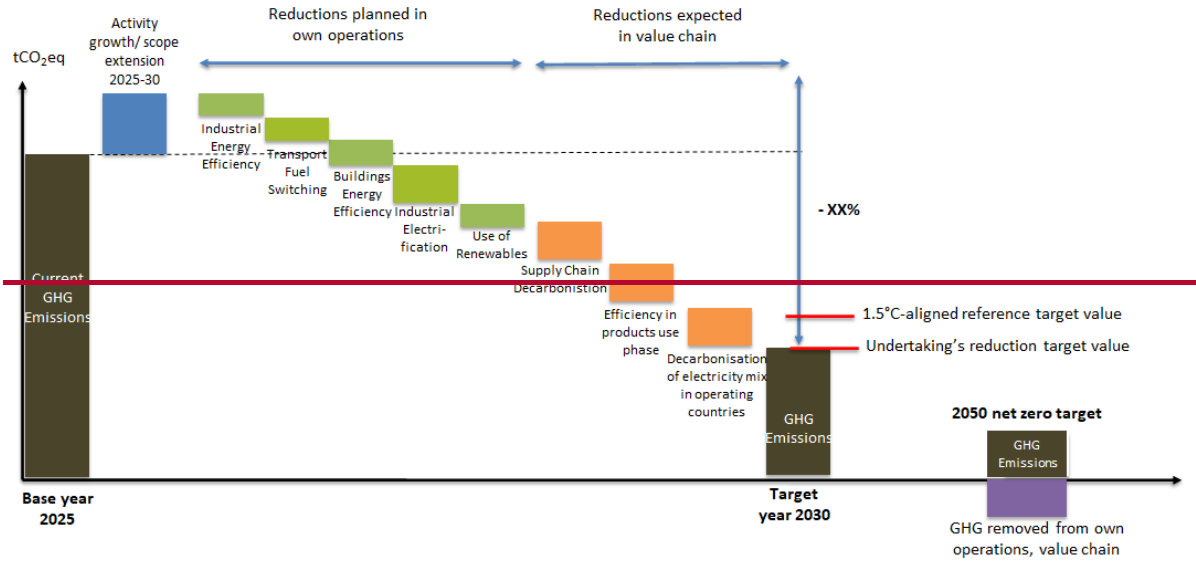 tCO₂eq
Activity
growth/ scope
extension
2025-30
Reductions planned in
own operations
Reductions expected
in value chain
Industrial
Energy
Efficiency
Transport
Fuel
Switching
Buildings
Energy
Efficiency
Industrial
Electri-
fication
Use of
Renewables
Supply Chain
Decarbonistion
Efficiency in
products use
phase
Decarbonisation
of electricity mix
in operating
countries
- XX%
1.5°C-aligned reference target value
Undertaking's reduction target value
Current
GHG
Emissions
GHG
Emissions
2050 net zero target
GHG
Emissions
Base year
2025
Target
year 2030
GHG removed from own
operations, value chain